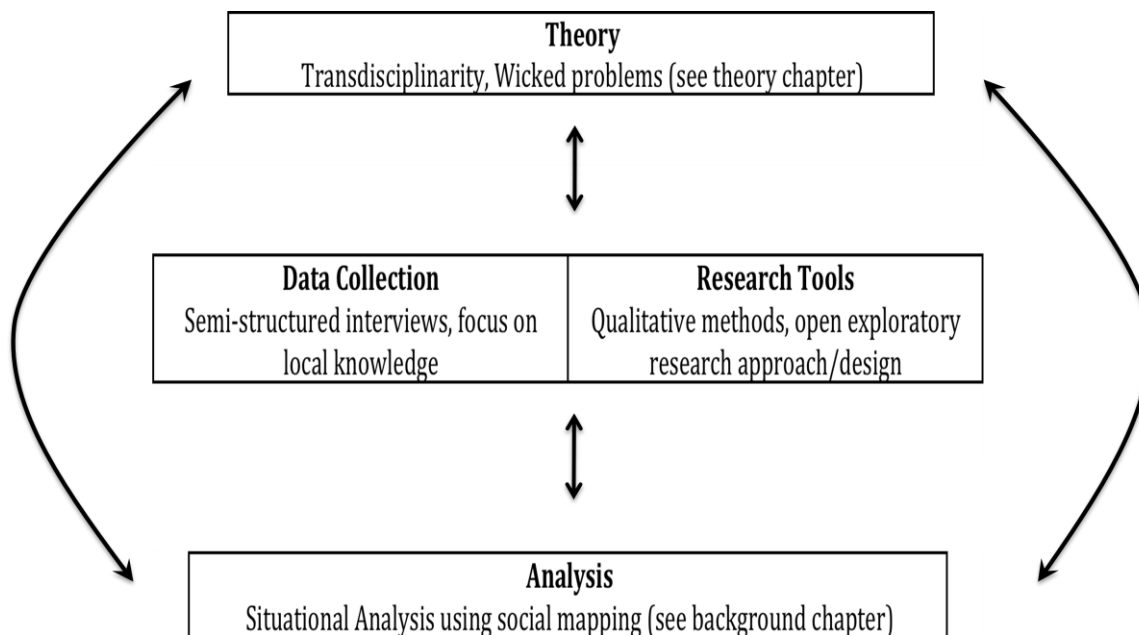 Theory
Transdisciplinarity, Wicked problems (see theory chapter)
Data Collection
Semi-structured interviews, focus on
local knowledge
Research Tools
Qualitative methods, open exploratory
research approach/design
Analysis
Situational Analysis using social mapping (see background chapter)